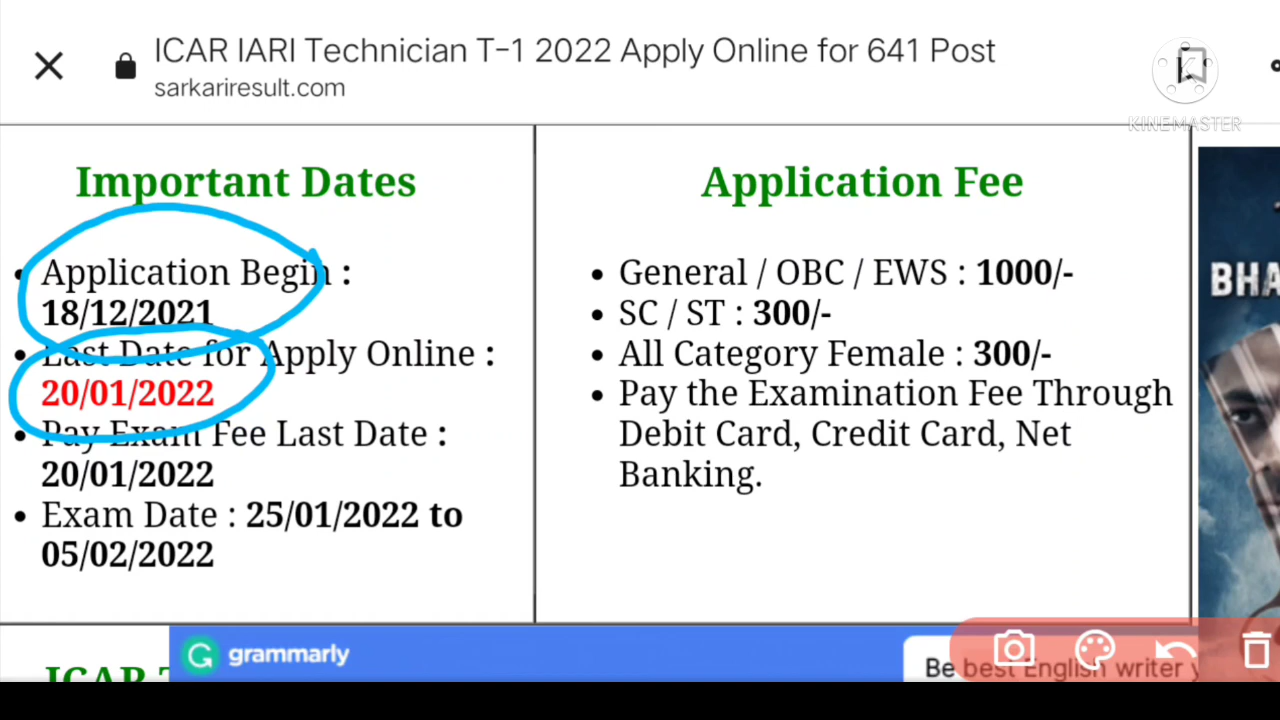 ICAR IARI Technician T-1 2022 Apply Online for 641 Post
sarkariresult.com
KINEMASTER
Important Dates
Application Begin :
18/12/2021
Last Date for Apply Online :
20/01/2022
Pay Exam Fee Last Date :
20/01/2022
Exam Date : 25/01/2022 to
05/02/2022
Application Fee
General / OBC / EWS : 1000/-
SC / ST : 300/-
All Category Female : 300/-
Pay the Examination Fee Through
Debit Card, Credit Card, Net
Banking.
BHA
ICAR
grammarly
Be best English writer